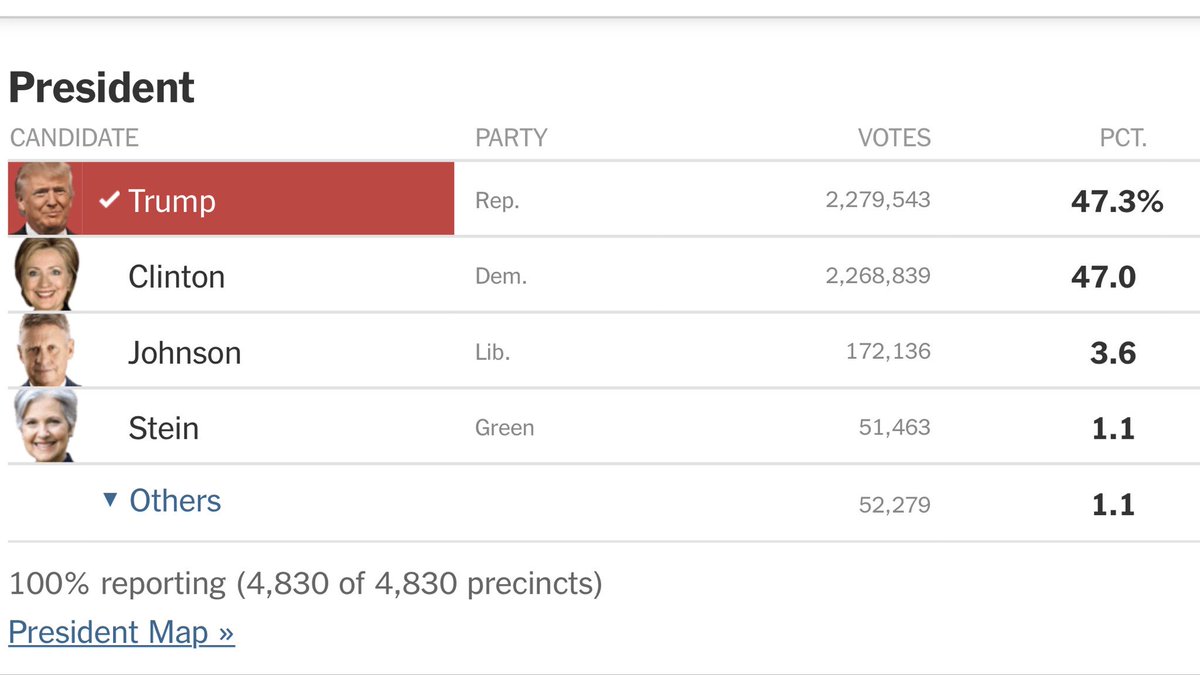 President
CANDIDATE PARTY VOTES PCT.
✓ Trump Rep. 2,279,543 47.3%
Clinton Dem. 2,268,839 47.0
Johnson Lib. 172,136 3.6
Stein Green 51,463 1.1
▼ Others 52,279 1.1
100% reporting (4,830 of 4,830 precincts)
President Map »